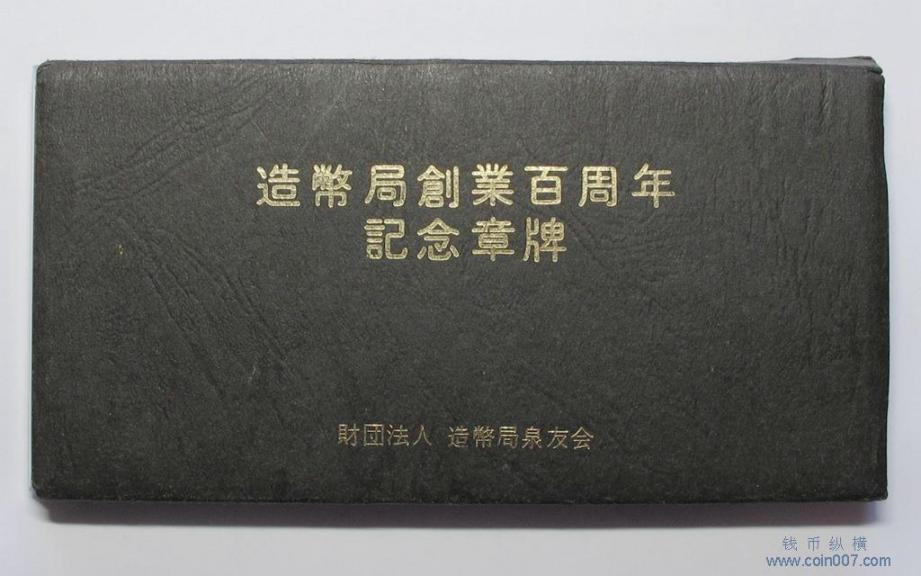 造幣局創業百周年
記念章牌
財団法人 造幣局泉友会
钱币纵横
www.coin007.com